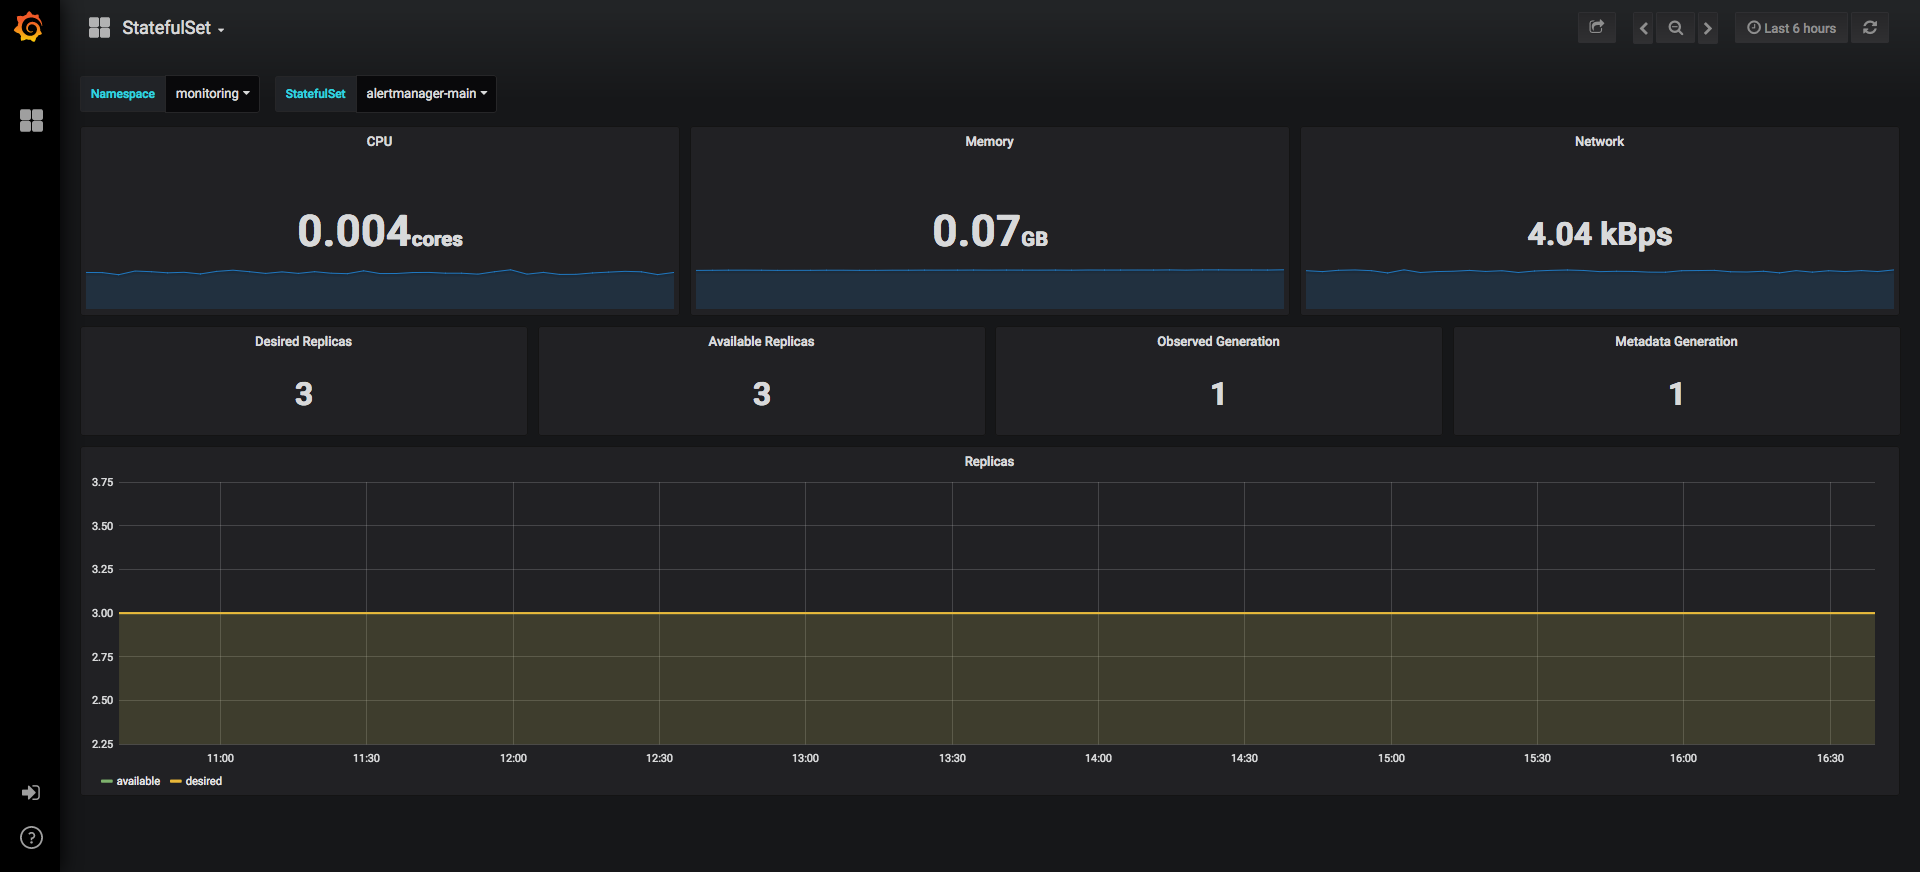 StatefulSet
Last 6 hours
Namespace monitoring StatefulSet alertmanager-main
CPU
0.004cores
Memory
0.07GB
Network
4.04 kBps
Desired Replicas
3
Available Replicas
3
Observed Generation
1
Metadata Generation
1
Replicas
3.75
3.50
3.25
3.00
2.75
2.50
2.25
11:00 11:30 12:00 12:30 13:00 13:30 14:00 14:30 15:00 15:30 16:00 16:30
available desired
?